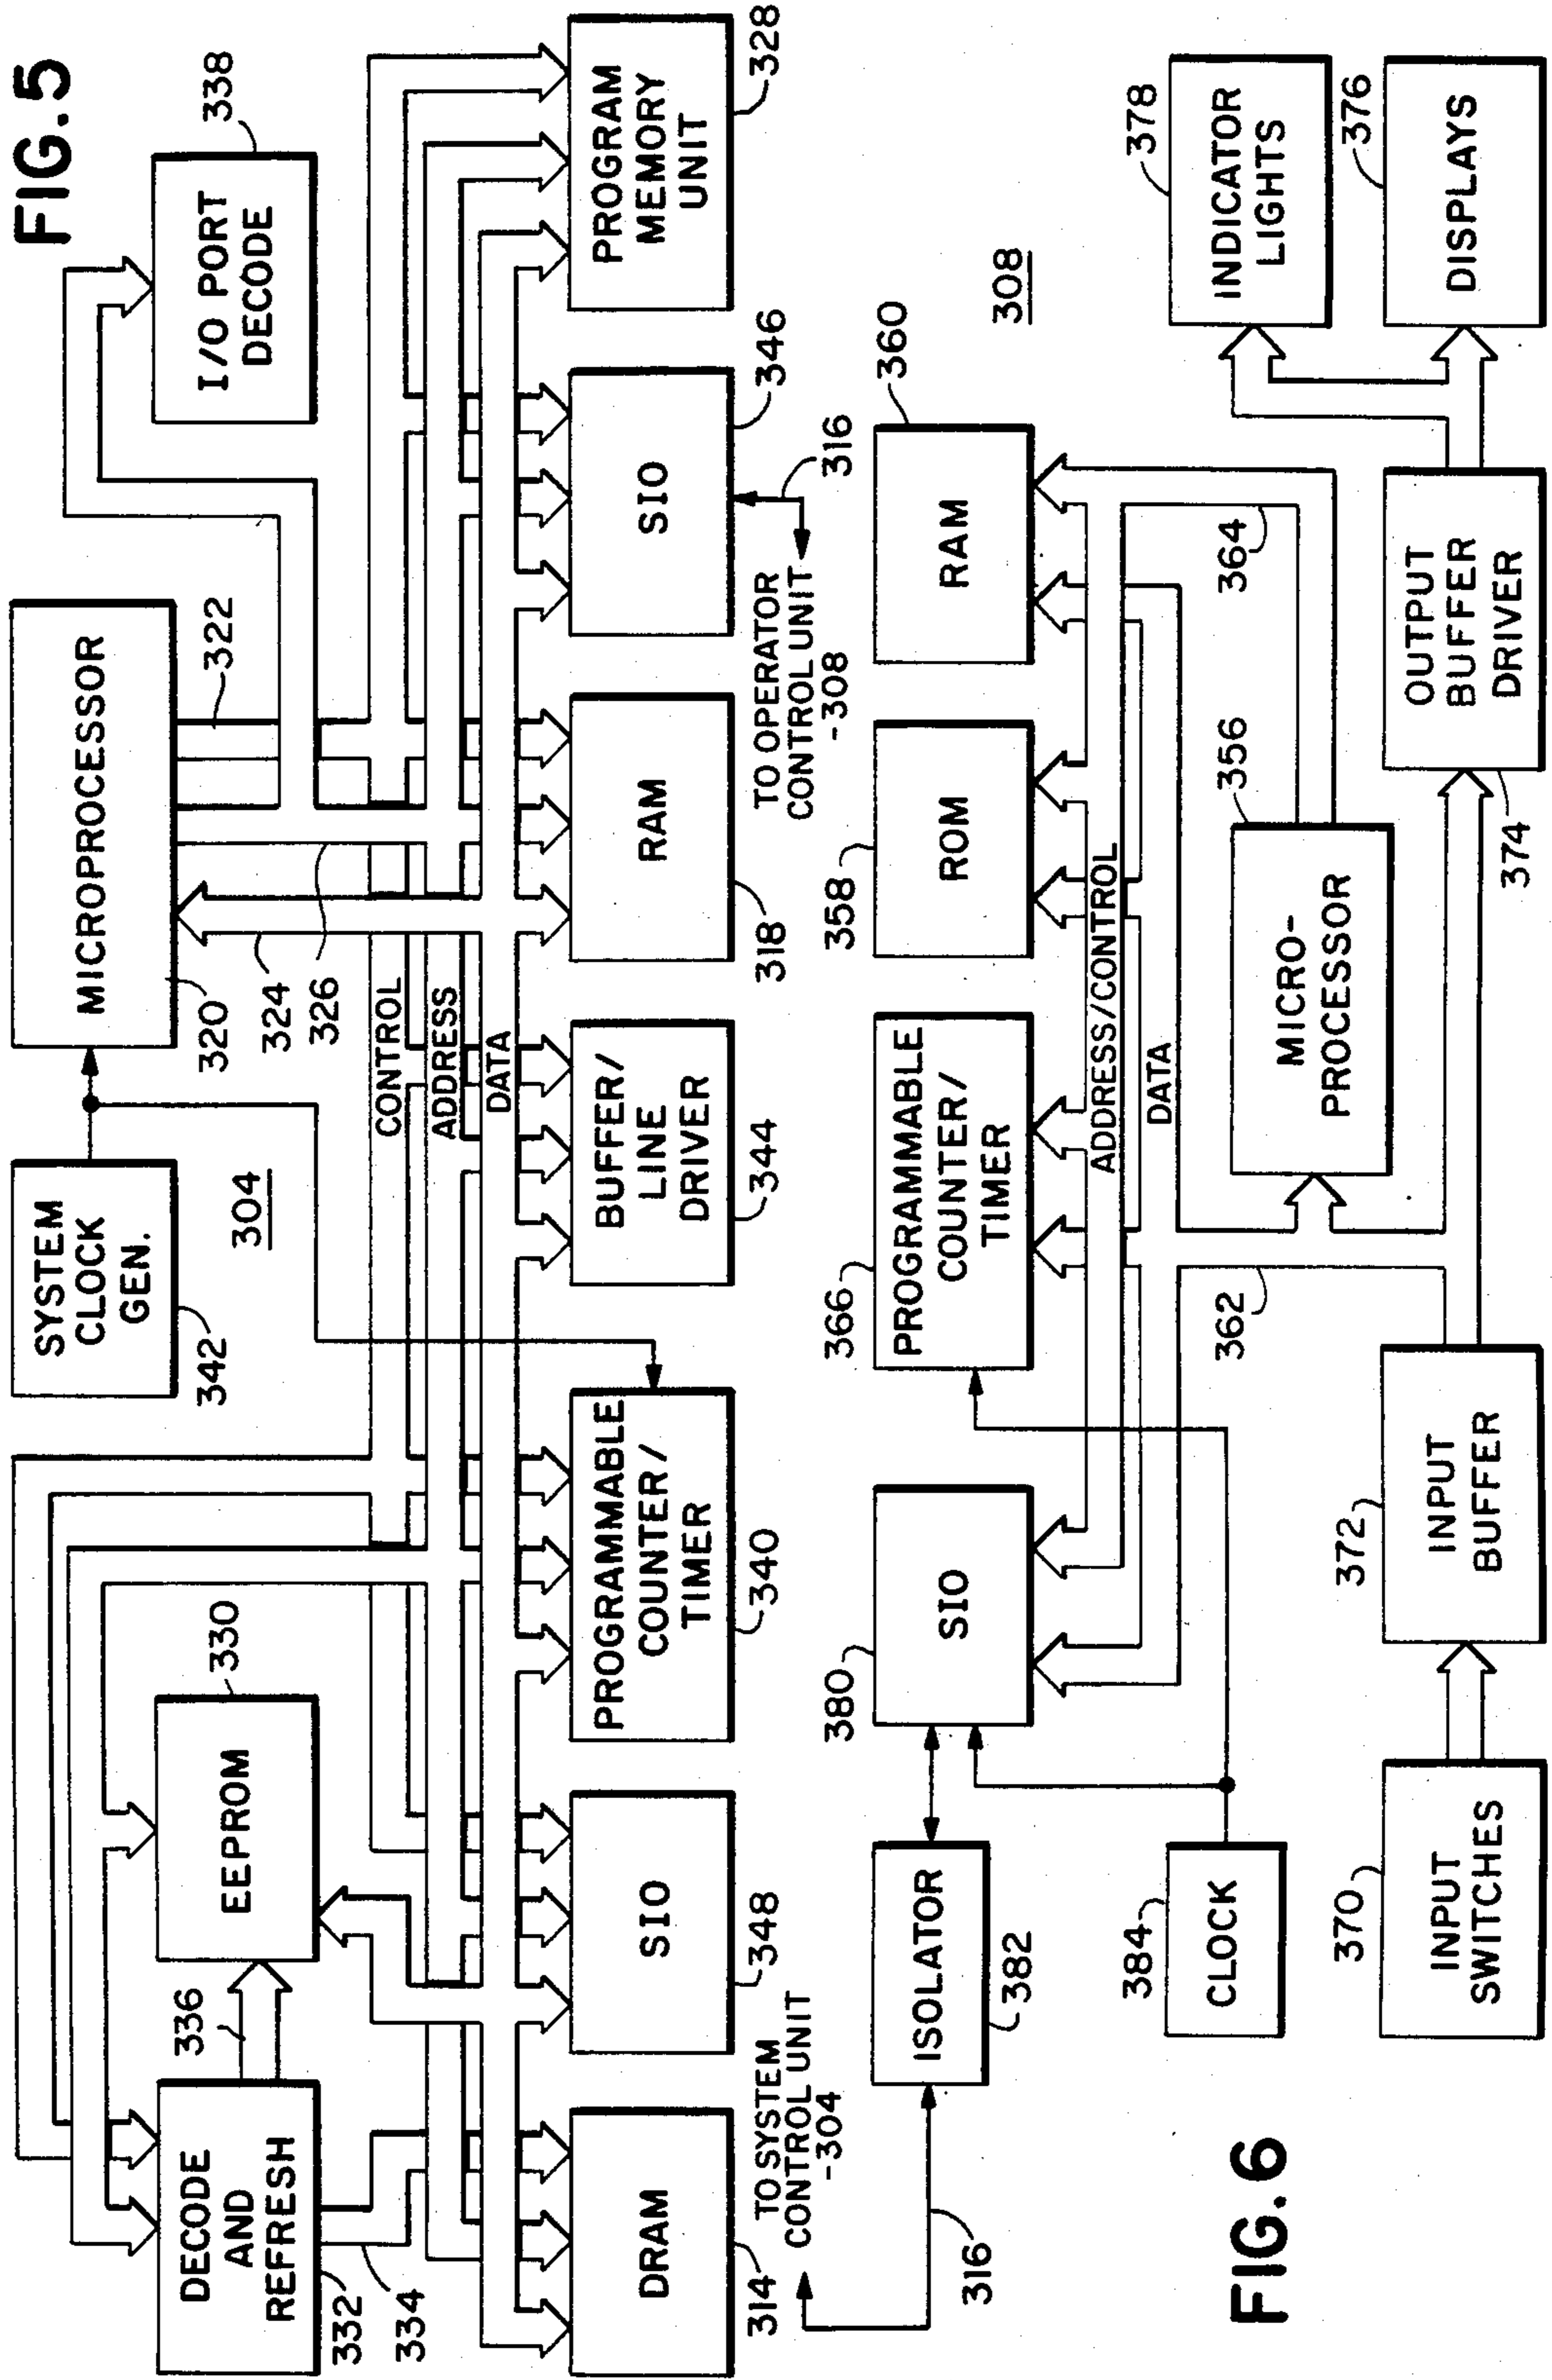 FIG. 5
SYSTEM
CLOCK
GEN.
342
304
MICROPROCESSOR
320
322
324
326
I/O PORT
DECODE
338
DECODE
AND
REFRESH
332
334
336
EEPROM
330
CONTROL
ADDRESS
DATA
DRAM
314
SIO
348
PROGRAMMABLE
COUNTER/
TIMER
340
BUFFER/
LINE
DRIVER
344
RAM
318
SIO
346
316
TO OPERATOR
CONTROL UNIT
-308
PROGRAM
MEMORY
UNIT
328
FIG. 6
308
TO SYSTEM
CONTROL UNIT
-304
316
ISOLATOR
382
SIO
380
PROGRAMMABLE
COUNTER/
TIMER
366
ROM
358
RAM
360
ADDRESS/CONTROL
DATA
364
362
CLOCK
384
MICRO-
PROCESSOR
356
INPUT
SWITCHES
370
INPUT
BUFFER
372
OUTPUT
BUFFER
DRIVER
374
INDICATOR
LIGHTS
378
DISPLAYS
376